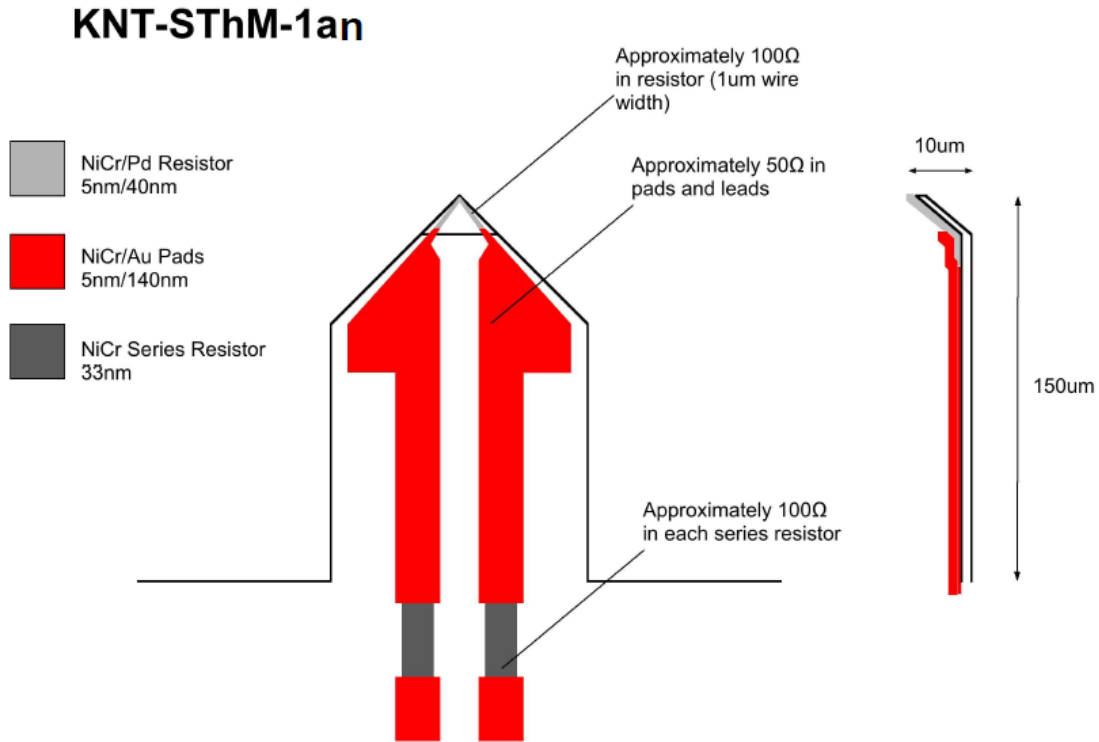 KNT-SThM-1an
Approximately 100Ω
in resistor (1um wire
width)
NiCr/Pd Resistor
5nm/40nm
10um
Approximately 50Ω in
pads and leads
NiCr/Au Pads
5nm/140nm
NiCr Series Resistor
33nm
150um
Approximately 100Ω
in each series resistor